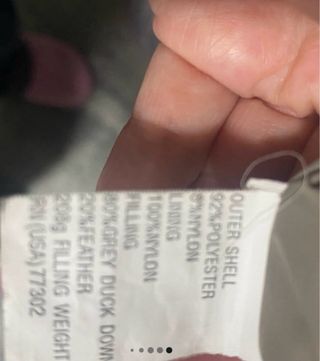 OUTER SHELL
92%POLYESTER
8%NYLON
LINING
100%NYLON
FILLING
80%GREY DUCK DOWN
20%FEATHER
FILLING WEIGHT
RN (USA) 77302